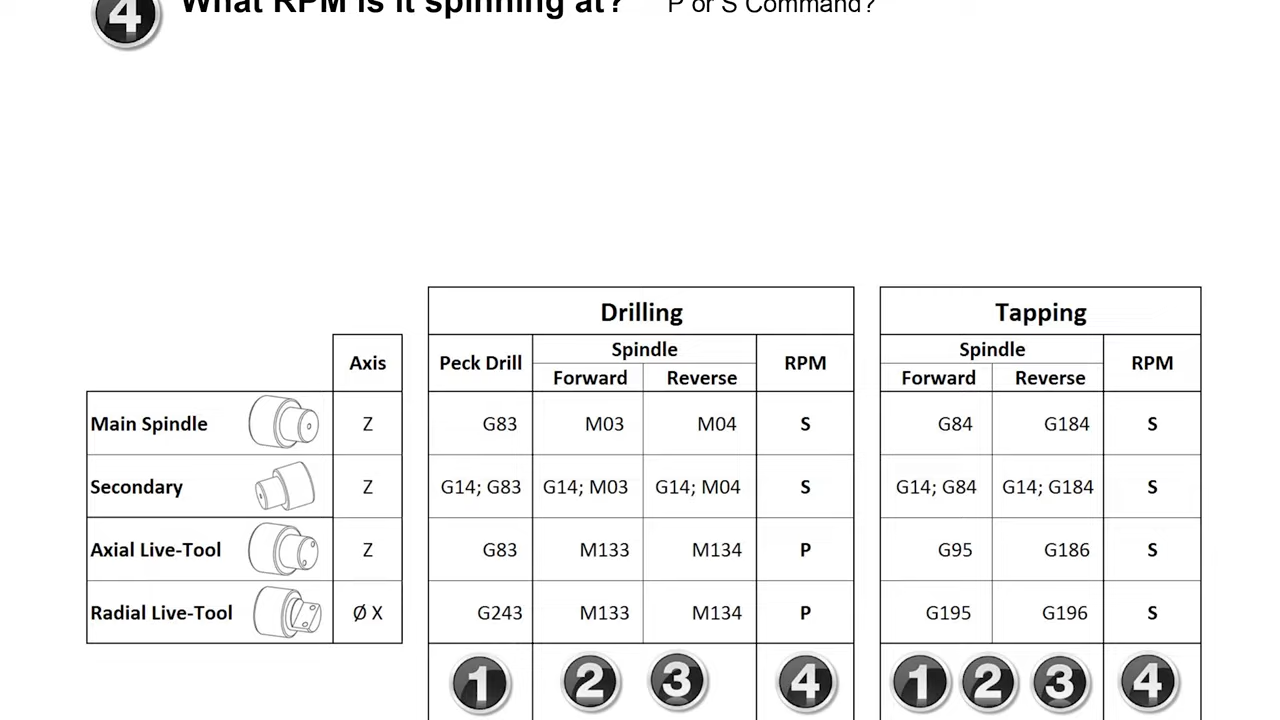 4 What RPM is it spinning at? P or S Command?
Drilling Tapping
Axis Peck Drill Spindle RPM Spindle RPM
Forward Reverse Forward Reverse
Main Spindle Z G83 M03 M04 S G84 G184 S
Secondary Z G14; G83 G14; M03 G14; M04 S G14; G84 G14; G184 S
Axial Live-Tool Z G83 M133 M134 P G95 G186 S
Radial Live-Tool Ø X G243 M133 M134 P G195 G196 S
1 2 3 4 1 2 3 4